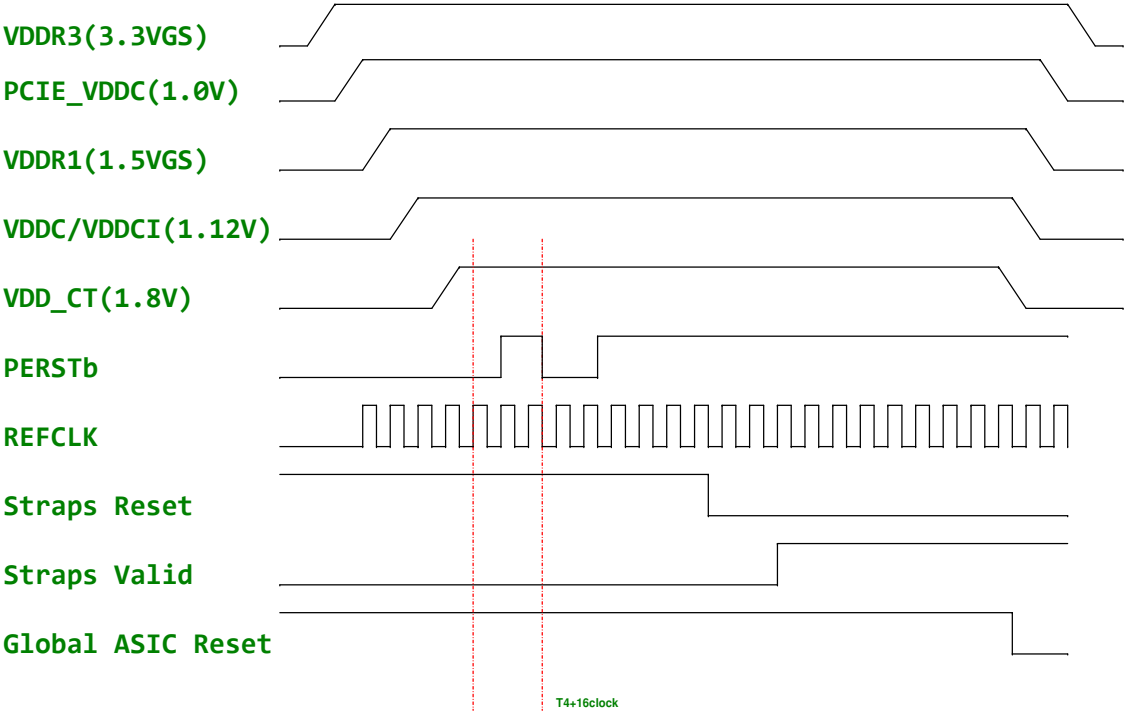 VDDR3(3.3VGS)
PCIE_VDDC(1.0V)
VDDR1(1.5VGS)
VDDC/VDDCI(1.12V)
VDD_CT(1.8V)
PERSTb
REFCLK
Straps Reset
Straps Valid
Global ASIC Reset
T4+16clock